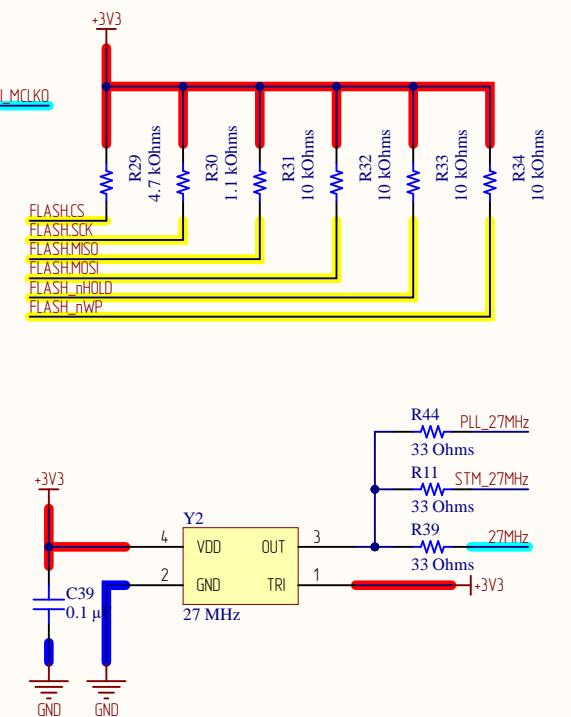 +3V3
I_MCLKO
R29
4.7 kOhms
R30
1.1 kOhms
R31
10 kOhms
R32
10 kOhms
R33
10 kOhms
R34
10 kOhms
FLASH.CS
FLASH.SCK
FLASH.MISO
FLASH.MOSI
FLASH_nHOLD
FLASH_nWP
R44
PLL_27MHz
33 Ohms
R11
STM_27MHz
33 Ohms
R39
27MHz
33 Ohms
+3V3
Y2
4
VDD
OUT
3
2
GND
TRI
1
+3V3
27 MHz
C39
0.1 µ
GND
GND